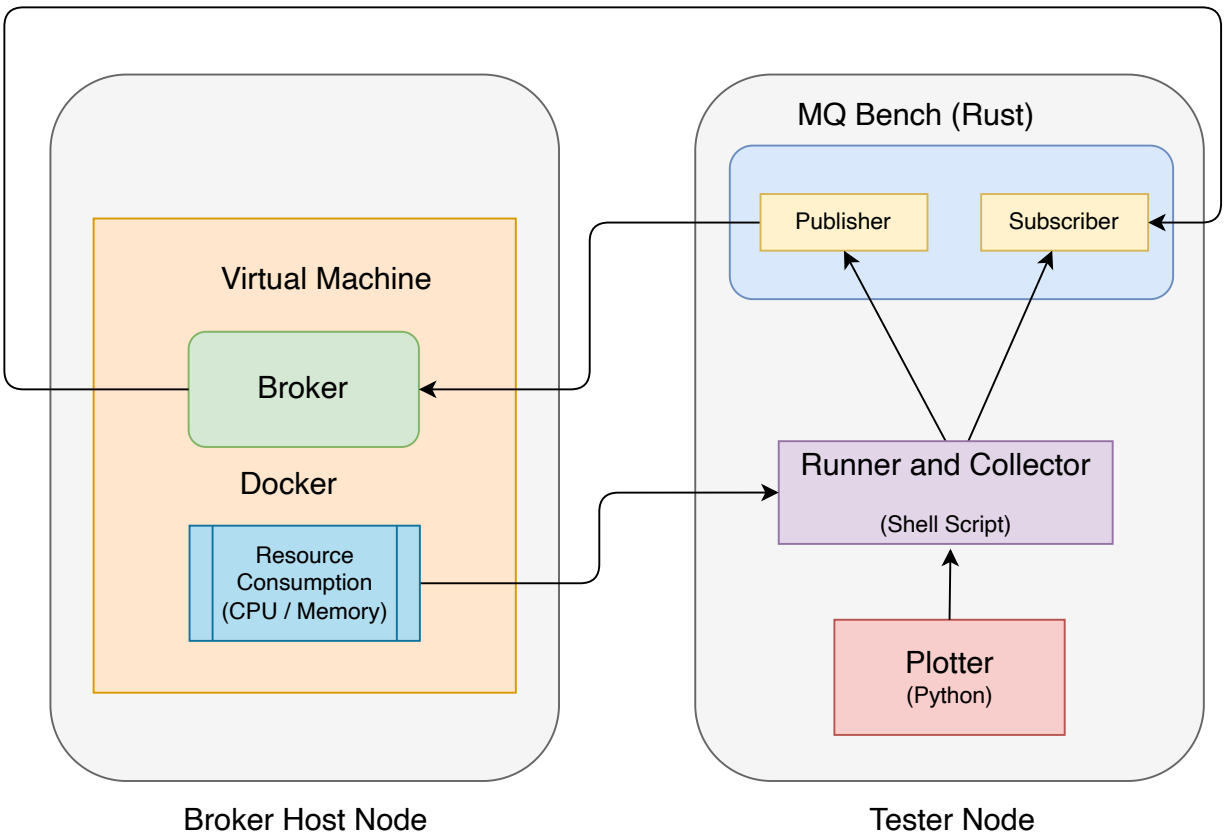 MQ Bench (Rust)
Publisher
Subscriber
Virtual Machine
Broker
Docker
Resource
Consumption
(CPU / Memory)
Runner and Collector
(Shell Script)
Plotter
(Python)
Broker Host Node
Tester Node